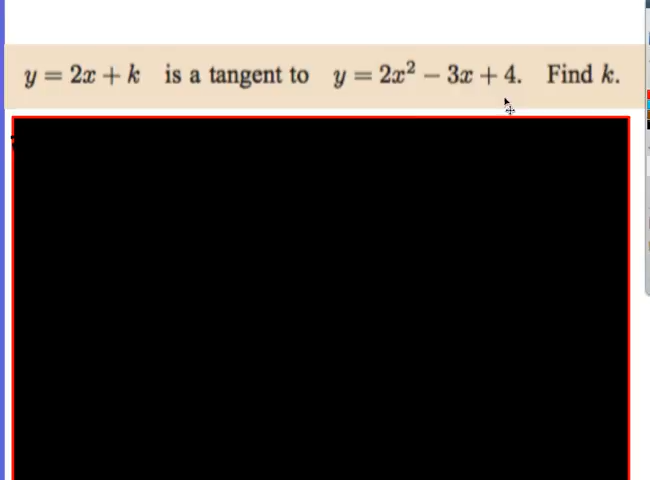 y = 2x + k is a tangent to y = 2x² − 3x + 4. Find k.